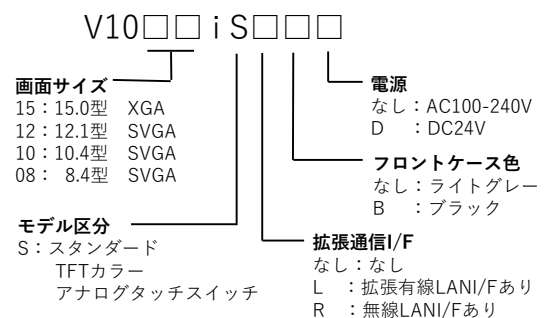 V10□□iS□□□
画面サイズ
15：15.0型 XGA
12：12.1型 SVGA
10：10.4型 SVGA
08： 8.4型 SVGA
モデル区分
S：スタンダード
TFTカラー
アナログタッチスイッチ
電源
なし：AC100-240V
D ：DC24V
フロントケース色
なし：ライトグレー
B ：ブラック
拡張通信I/F
なし：なし
L ：拡張有線LANI/Fあり
R ：無線LANI/Fあり